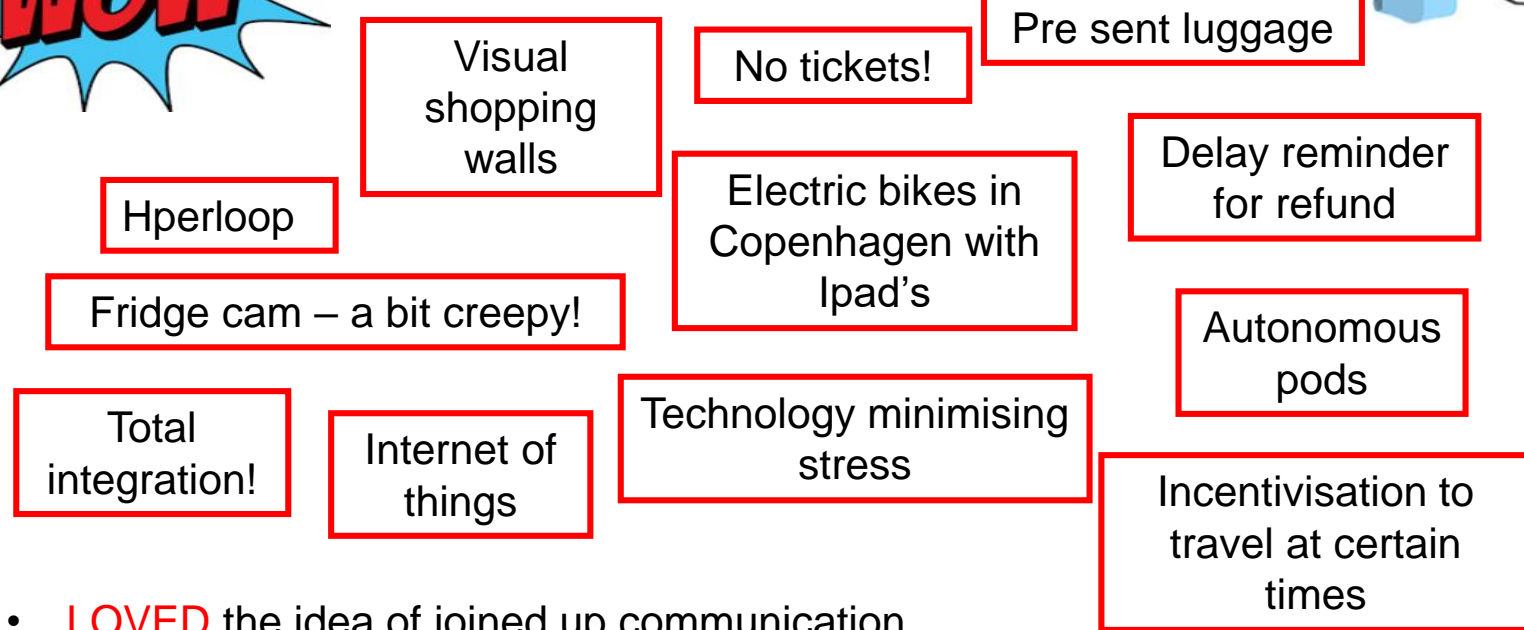 WOW
Pre sent luggage
Visual
shopping
walls
No tickets!
Delay reminder
for refund
Electric bikes in
Copenhagen with
Ipad's
Hperloop
Fridge cam – a bit creepy!
Autonomous
pods
Total
integration!
Internet of
things
Technology minimising
stress
Incentivisation to
travel at certain
times
• LOVED the idea of joined up communication